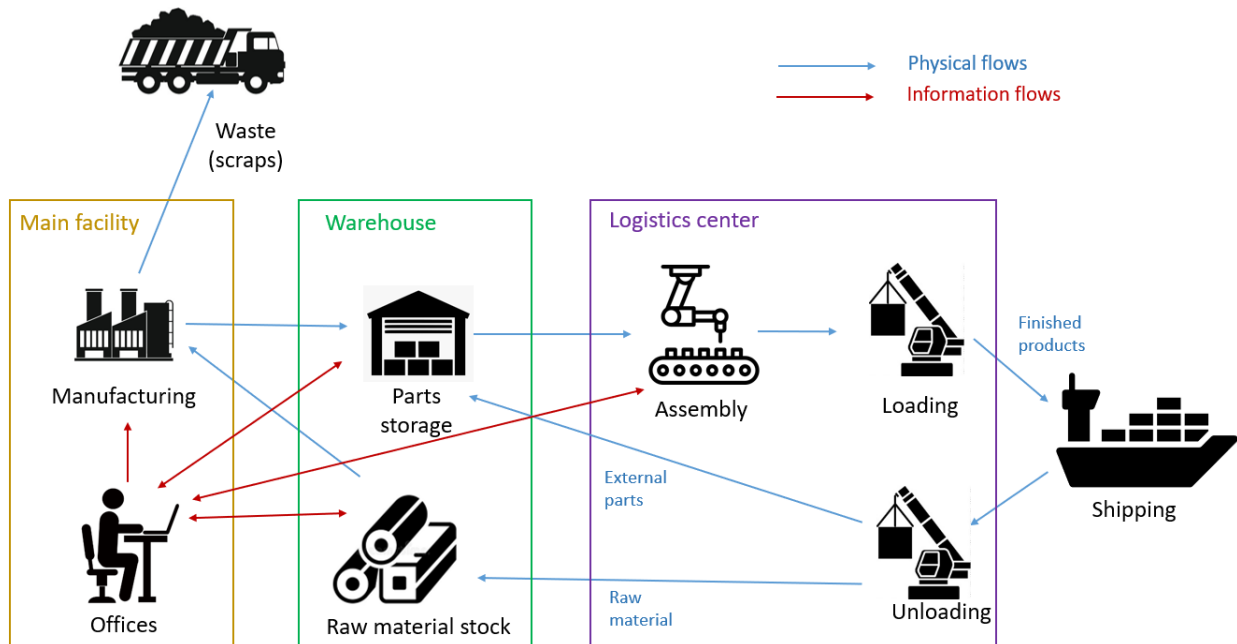 Physical flows
Information flows
Waste
(scraps)
Main facility
Warehouse
Logistics center
Manufacturing
Parts
storage
Assembly
Loading
Finished
products
Offices
Raw material stock
External
parts
Raw
material
Unloading
Shipping